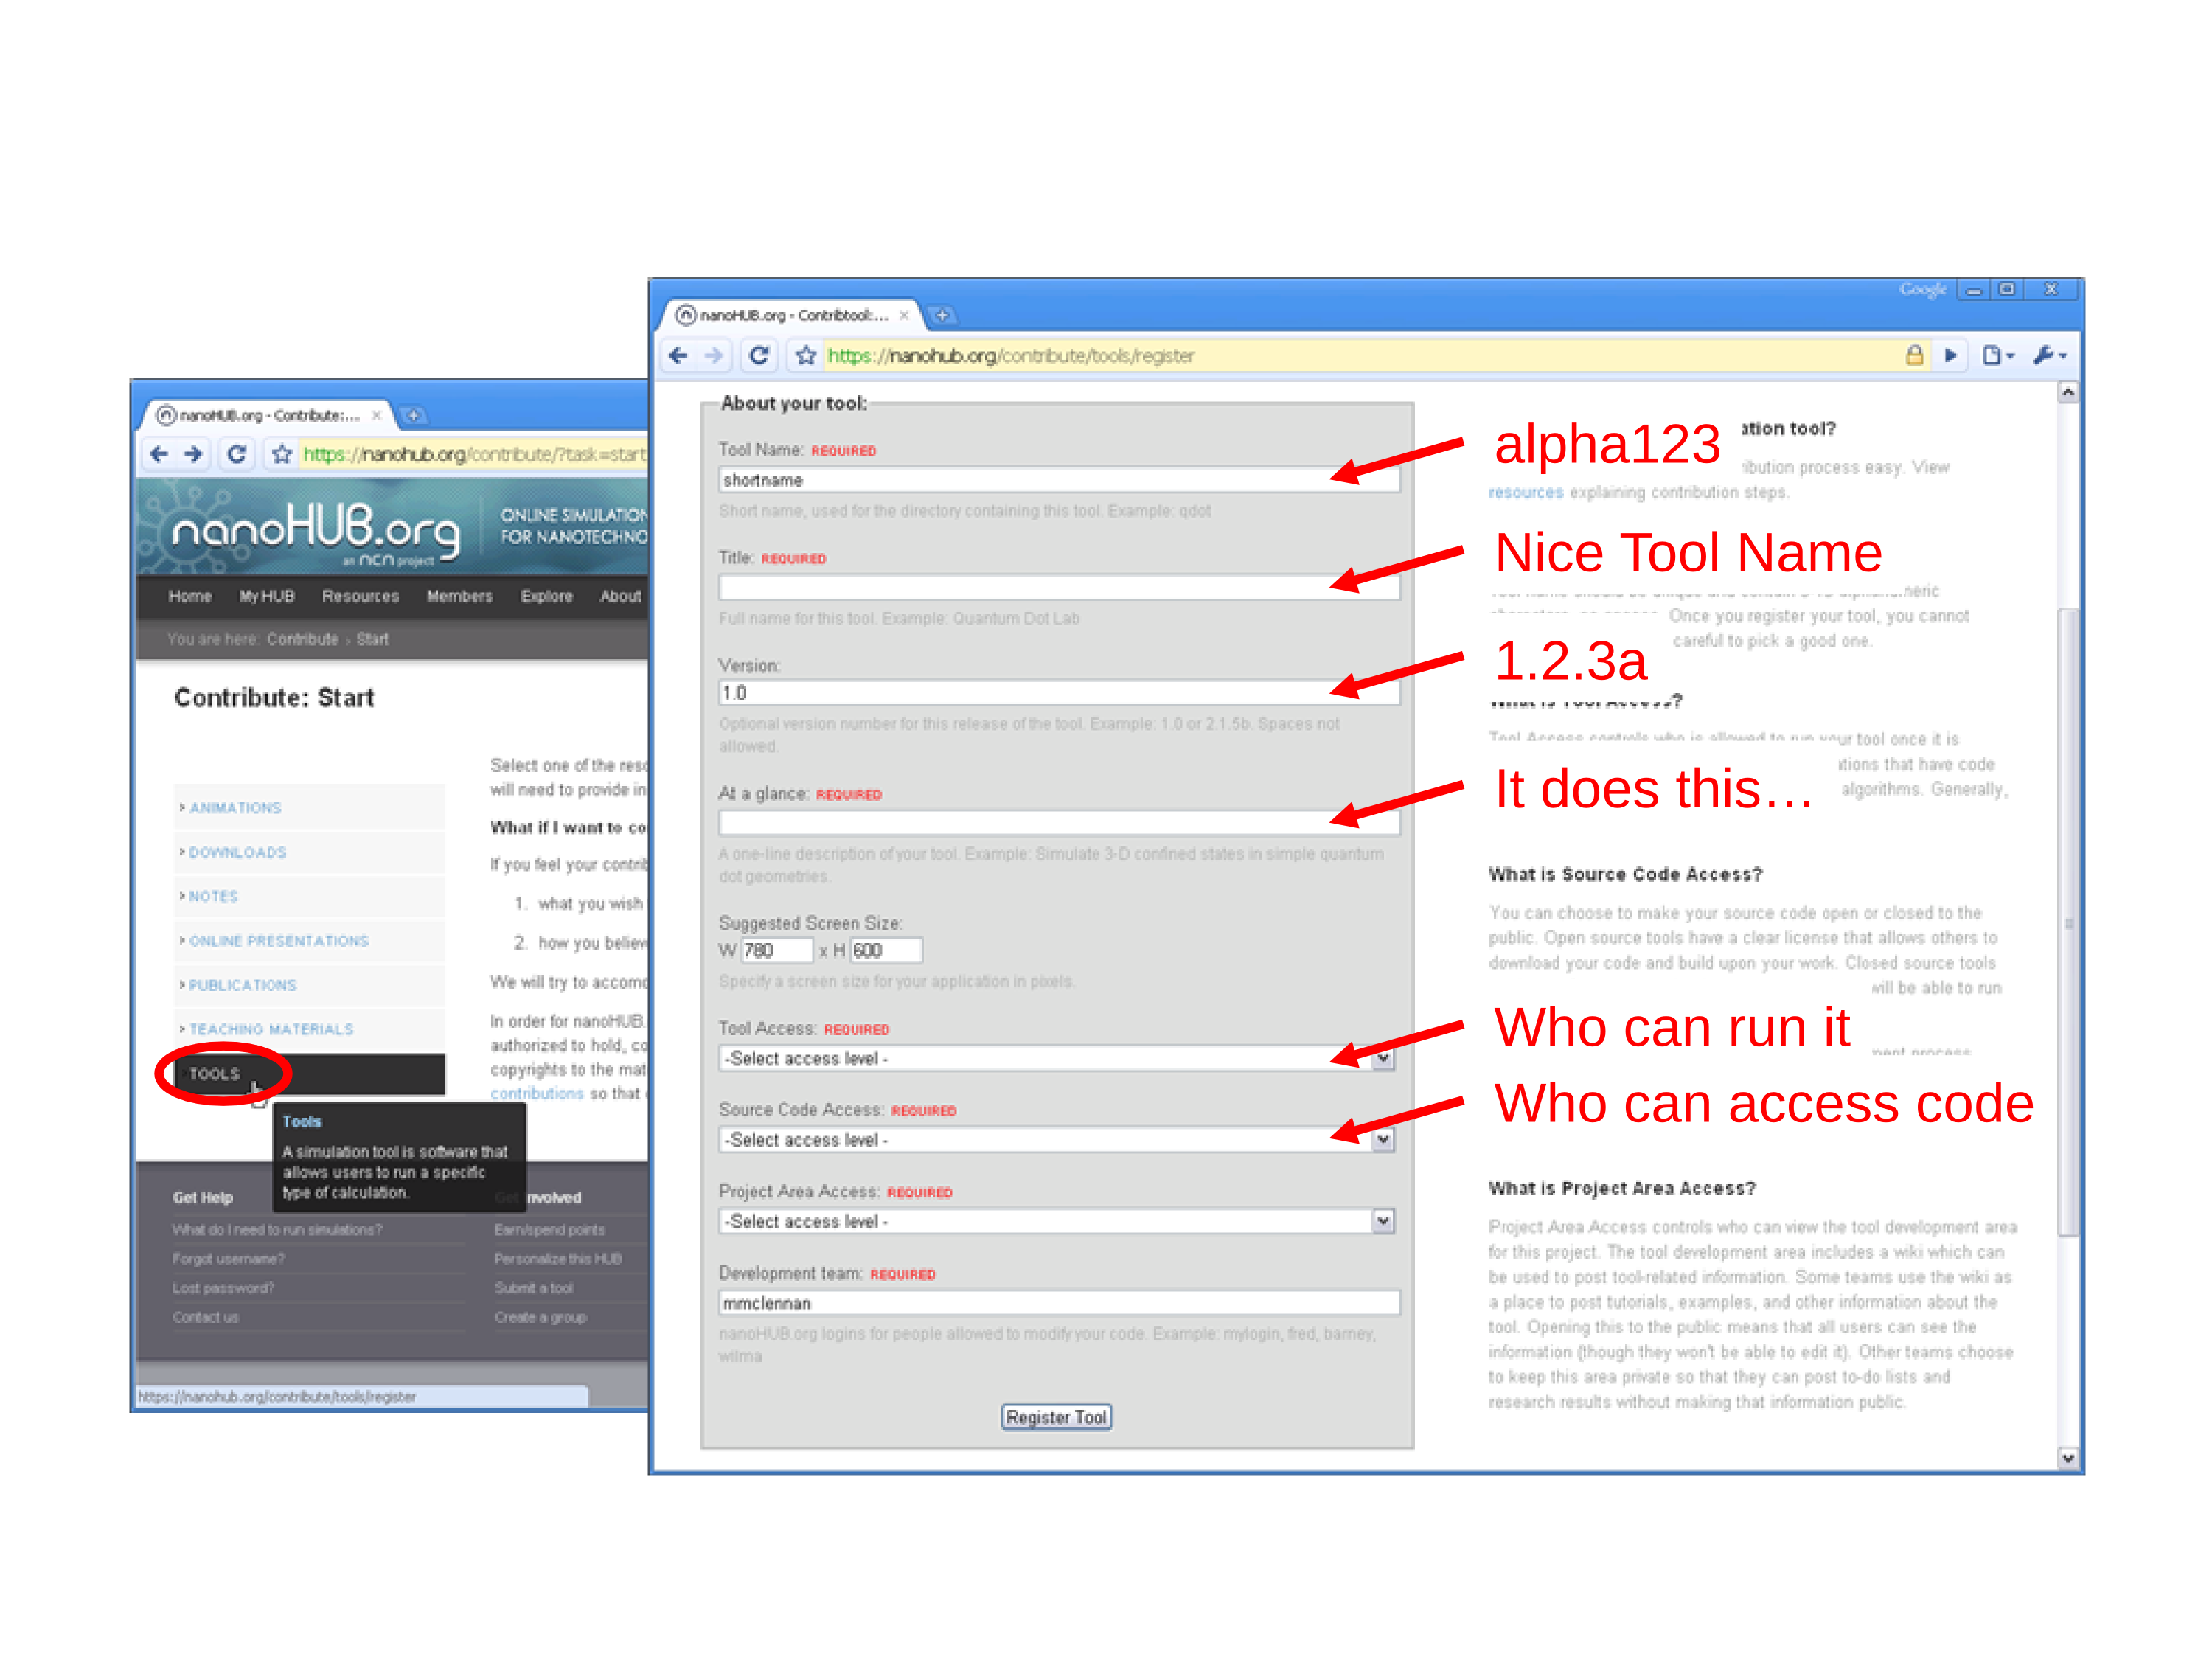 nanoHUB.org - Contribute:...
https://nanohub.org/contribute/?task=start
nanoHUB.org
an ncn project
ONLINE SIMULATION
FOR NANOTECHNO
Home My HUB Resources Members Explore About
You are here: Contribute › Start
Contribute: Start
ANIMATIONS
DOWNLOADS
NOTES
ONLINE PRESENTATIONS
PUBLICATIONS
TEACHING MATERIALS
TOOLS
Select one of the reso
will need to provide in
What if I want to co
If you feel your contrib
1. what you wish
2. how you believ
We will try to accomo
In order for nanoHUB.
authorized to hold, co
copyrights to the mat
contributions so that
Tools
A simulation tool is software that
allows users to run a specific
type of calculation.
Get Help
What do I need to run simulations?
Forgot username?
Lost password?
Contact us
Get Involved
Earn/spend points
Personalize this HUB
Submit a tool
Create a group
https://nanohub.org/contribute/tools/register
Google
nanoHUB.org - Contribtool:...
https://nanohub.org/contribute/tools/register
About your tool:
Tool Name: REQUIRED
shortname
Short name, used for the directory containing this tool. Example: qdot
Title: REQUIRED
Full name for this tool. Example: Quantum Dot Lab
Version:
1.0
Optional version number for this release of the tool. Example: 1.0 or 2.1.5b. Spaces not
allowed.
At a glance: REQUIRED
A one-line description of your tool. Example: Simulate 3-D confined states in simple quantum
dot geometries.
Suggested Screen Size:
W 780 x H 600
Specify a screen size for your application in pixels.
Tool Access: REQUIRED
-Select access level -
Source Code Access: REQUIRED
-Select access level -
Project Area Access: REQUIRED
-Select access level -
Development team: REQUIRED
mmclennan
nanoHUB.org logins for people allowed to modify your code. Example: mylogin, fred, barney,
wilma
Register Tool
alpha123
ation tool?
ibution process easy. View
resources explaining contribution steps.
Nice Tool Name
neric
Once you register your tool, you cannot
careful to pick a good one.
1.2.3a
What is Tool Access?
Tool Access controls who is allowed to run your tool once it is
tions that have code
algorithms. Generally,
It does this…
What is Source Code Access?
You can choose to make your source code open or closed to the
public. Open source tools have a clear license that allows others to
download your code and build upon your work. Closed source tools
will be able to run
Who can run it
ment process
Who can access code
What is Project Area Access?
Project Area Access controls who can view the tool development area
for this project. The tool development area includes a wiki which can
be used to post tool-related information. Some teams use the wiki as
a place to post tutorials, examples, and other information about the
tool. Opening this to the public means that all users can see the
information (though they won't be able to edit it). Other teams choose
to keep this area private so that they can post to-do lists and
research results without making that information public.